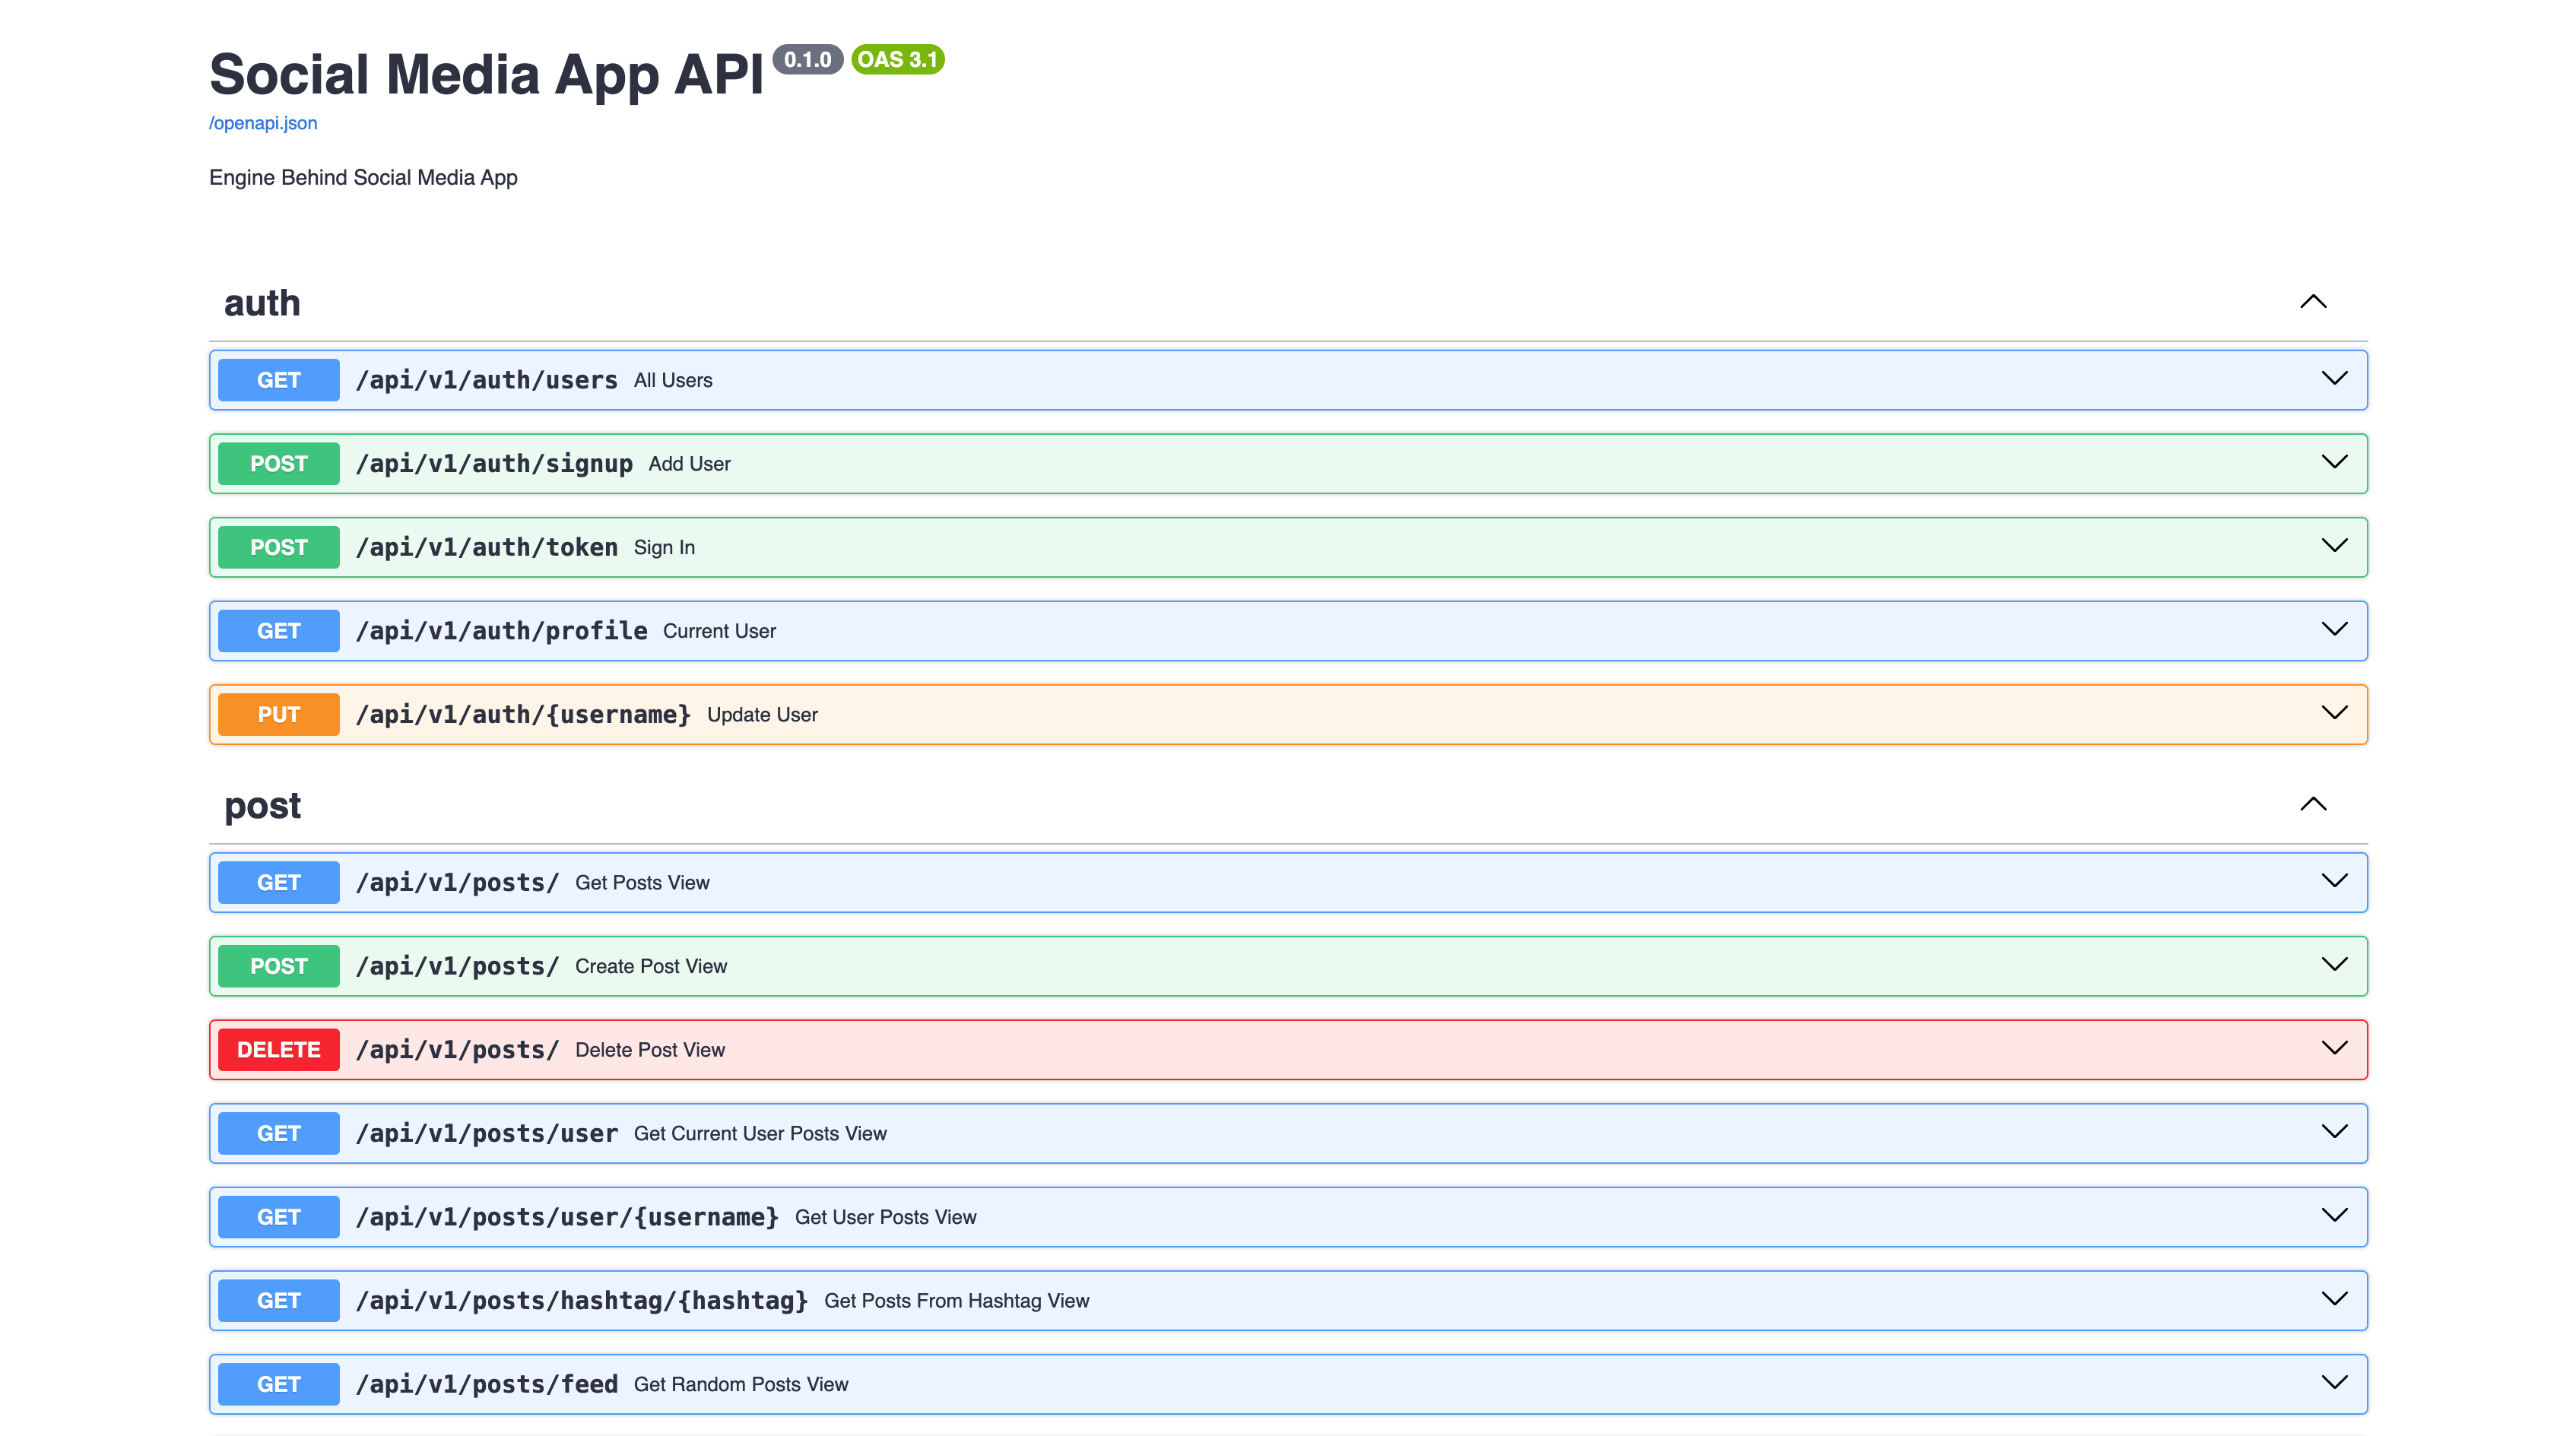 Social Media App API 0.1.0 OAS 3.1
/openapi.json
Engine Behind Social Media App
auth
GET /api/v1/auth/users All Users
POST /api/v1/auth/signup Add User
POST /api/v1/auth/token Sign In
GET /api/v1/auth/profile Current User
PUT /api/v1/auth/{username} Update User
post
GET /api/v1/posts/ Get Posts View
POST /api/v1/posts/ Create Post View
DELETE /api/v1/posts/ Delete Post View
GET /api/v1/posts/user Get Current User Posts View
GET /api/v1/posts/user/{username} Get User Posts View
GET /api/v1/posts/hashtag/{hashtag} Get Posts From Hashtag View
GET /api/v1/posts/feed Get Random Posts View